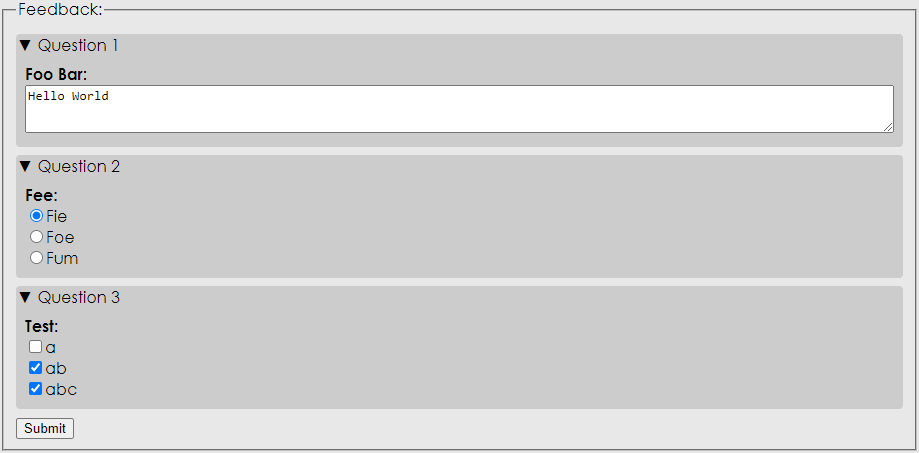 Feedback:
▼ Question 1
Foo Bar:
Hello World
▼ Question 2
Fee:
Fie
Foe
Fum
▼ Question 3
Test:
a
ab
abc
Submit